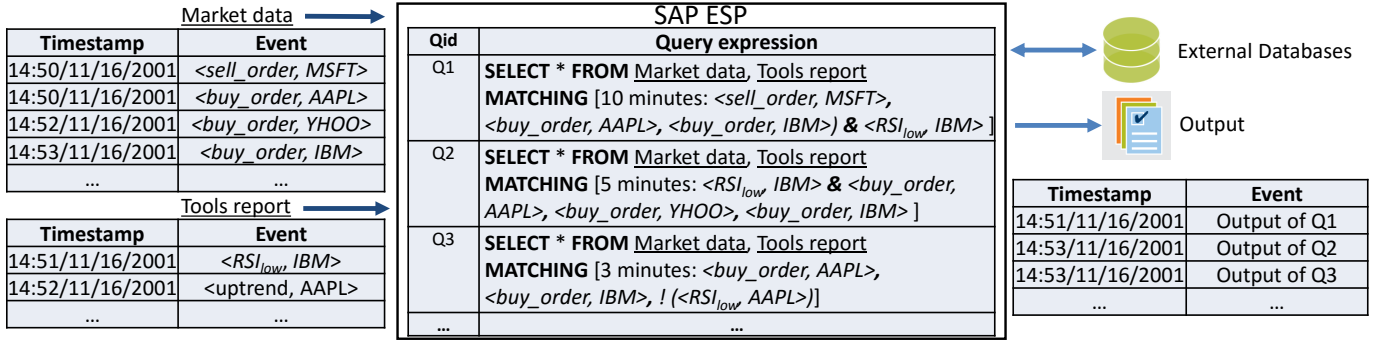 Market data
Timestamp Event
14:50/11/16/2001 <sell_order, MSFT>
14:50/11/16/2001 <buy_order, AAPL>
14:52/11/16/2001 <buy_order, YHOO>
14:53/11/16/2001 <buy_order, IBM>
... ...
Tools report
Timestamp Event
14:51/11/16/2001 <RSIlow, IBM>
14:52/11/16/2001 <uptrend, AAPL>
... ...
SAP ESP
Qid Query expression
Q1 SELECT * FROM Market data, Tools report
MATCHING [10 minutes: <sell_order, MSFT>,
<buy_order, AAPL>, <buy_order, IBM>) & <RSIlow, IBM> ]
Q2 SELECT * FROM Market data, Tools report
MATCHING [5 minutes: <RSIlow, IBM> & <buy_order,
AAPL>, <buy_order, YHOO>, <buy_order, IBM> ]
Q3 SELECT * FROM Market data, Tools report
MATCHING [3 minutes: <buy_order, AAPL>,
<buy_order, IBM>, ! (<RSIlow, AAPL>)]
... ...
External Databases
Output
Timestamp Event
14:51/11/16/2001 Output of Q1
14:53/11/16/2001 Output of Q2
14:53/11/16/2001 Output of Q3
... ...